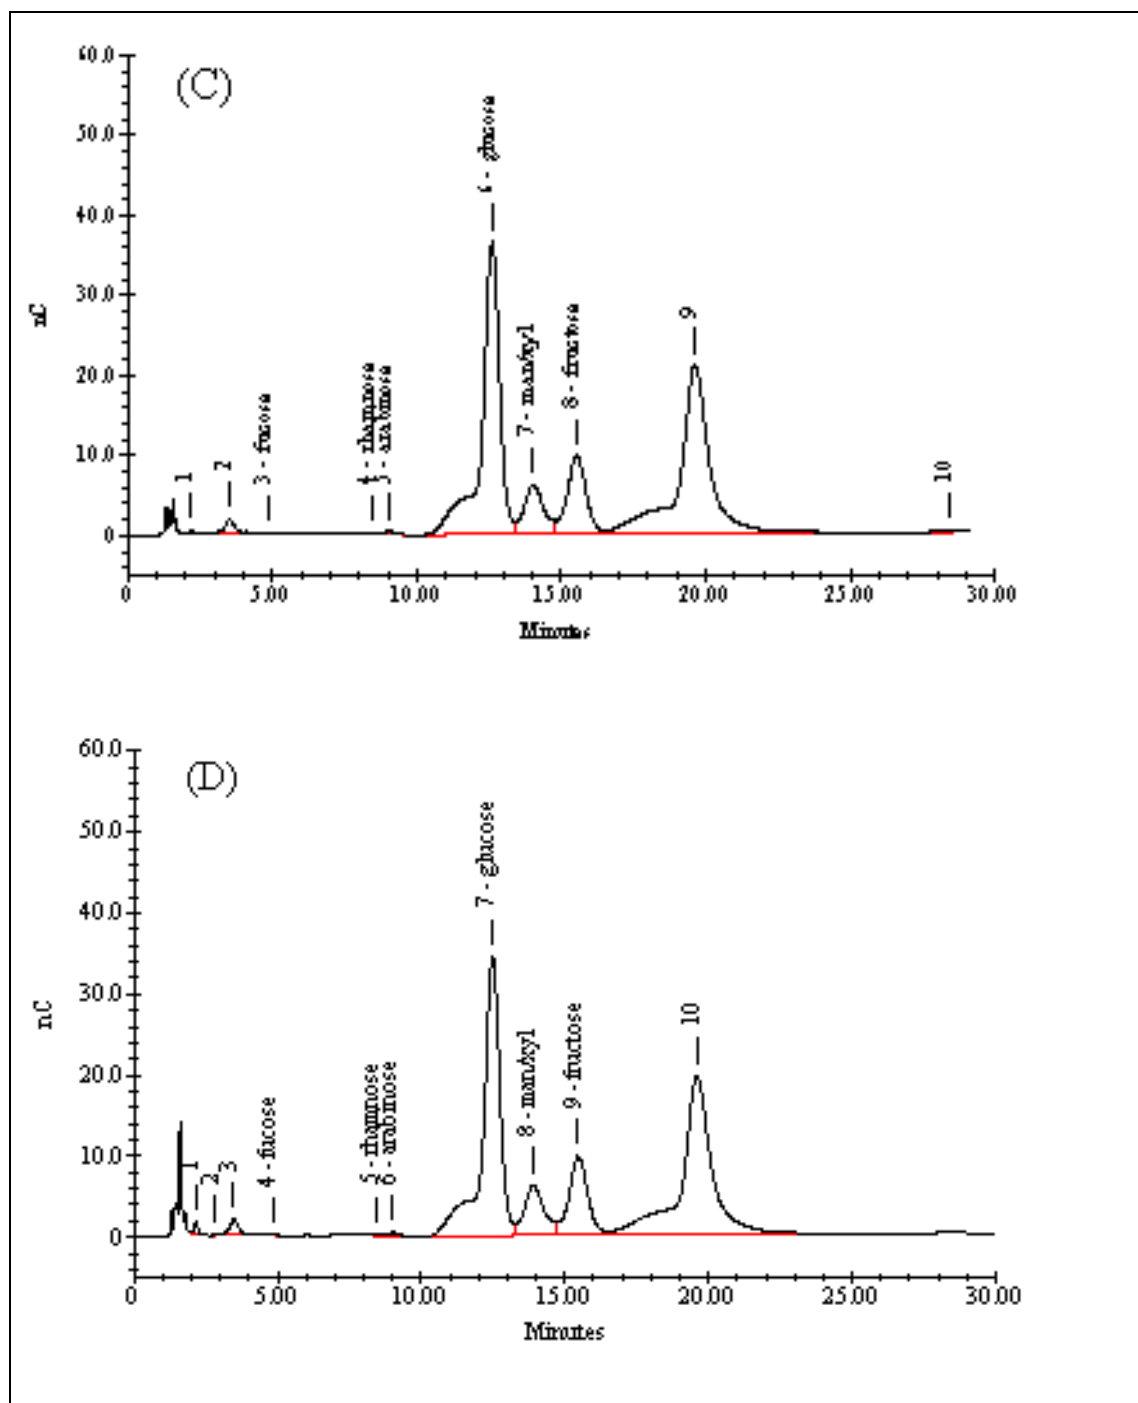 (C)
60.0
50.0
40.0
30.0
20.0
10.0
0
nC
1
2
3 - fucose
4 - rhamnose
5 - arabinose
6 - glucose
7 - man/xyl
8 - fructose
9
10
0
5.00
10.00
15.00
20.00
25.00
30.00
Minutes
(D)
60.0
50.0
40.0
30.0
20.0
10.0
0
nC
1
2
3
4 - fucose
5 - rhamnose
6 - arabinose
7 - glucose
8 - man/xyl
9 - fructose
10
0
5.00
10.00
15.00
20.00
25.00
30.00
Minutes